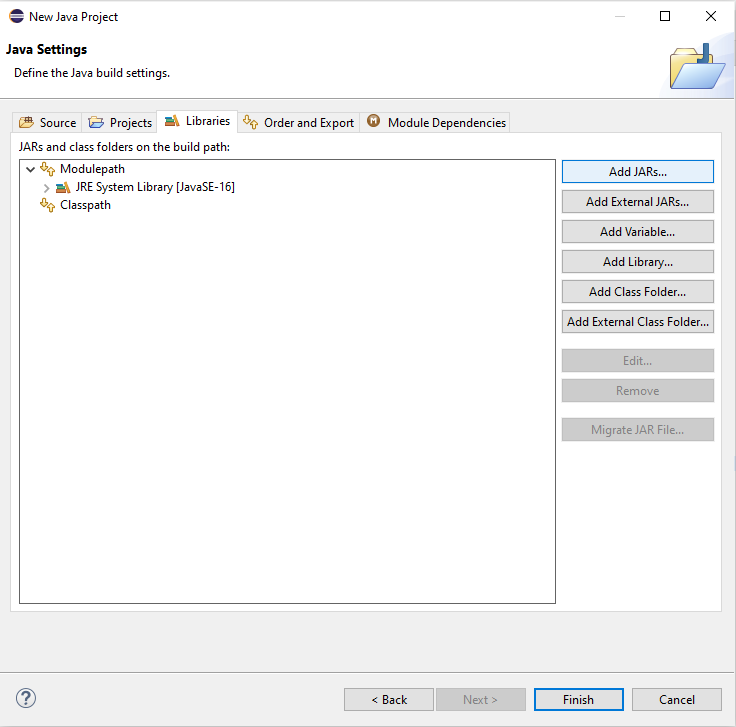 New Java Project
Java Settings
Define the Java build settings.
Source Projects Libraries Order and Export M Module Dependencies
JARs and class folders on the build path:
Modulepath
JRE System Library [JavaSE-16]
Classpath
Add JARs...
Add External JARs...
Add Variable...
Add Library...
Add Class Folder...
Add External Class Folder...
Edit...
Remove
Migrate JAR File...
? < Back Next > Finish Cancel